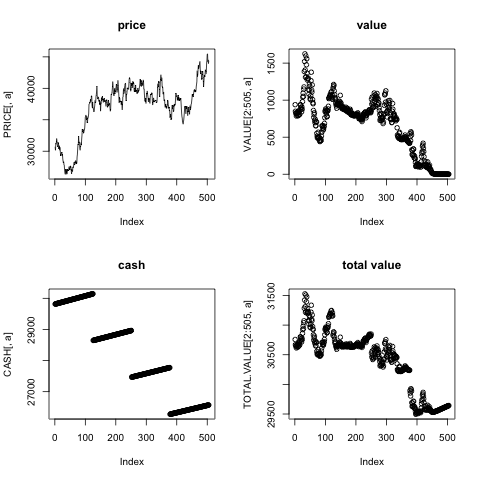 price
PRICE[, a]
30000 40000
0 100 200 300 400 500
Index
value
VALUE[2:505, a]
0 500 1000 1500
0 100 200 300 400 500
Index
cash
CASH[, a]
27000 29000
0 100 200 300 400 500
Index
total value
TOTAL.VALUE[2:505, a]
29500 30500 31500
0 100 200 300 400 500
Index